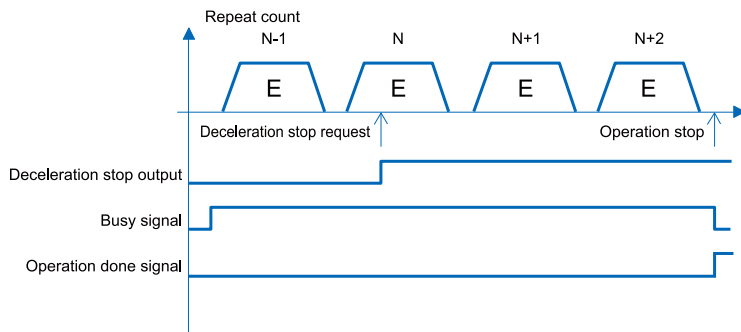 Repeat count
N-1 N N+1 N+2
E E E E
Deceleration stop request Operation stop
Deceleration stop output
Busy signal
Operation done signal